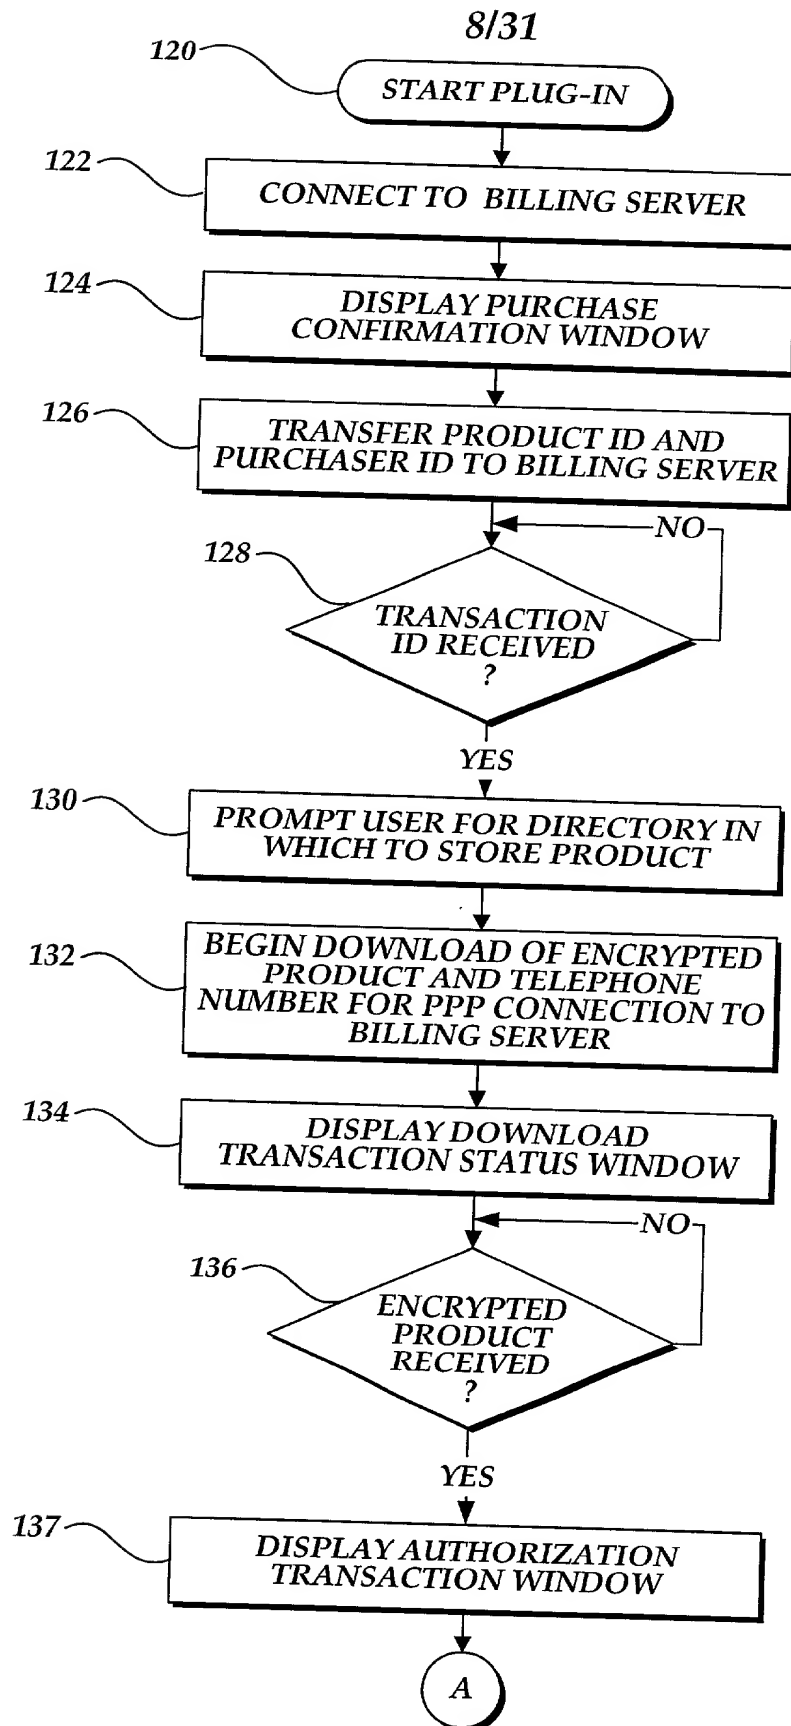 8/31
120
START PLUG-IN
122
CONNECT TO BILLING SERVER
124
DISPLAY PURCHASE
CONFIRMATION WINDOW
126
TRANSFER PRODUCT ID AND
PURCHASER ID TO BILLING SERVER
NO
128
TRANSACTION
ID RECEIVED
?
YES
130
PROMPT USER FOR DIRECTORY IN
WHICH TO STORE PRODUCT
132
BEGIN DOWNLOAD OF ENCRYPTED
PRODUCT AND TELEPHONE
NUMBER FOR PPP CONNECTION TO
BILLING SERVER
134
DISPLAY DOWNLOAD
TRANSACTION STATUS WINDOW
NO
136
ENCRYPTED
PRODUCT
RECEIVED
?
YES
137
DISPLAY AUTHORIZATION
TRANSACTION WINDOW
A